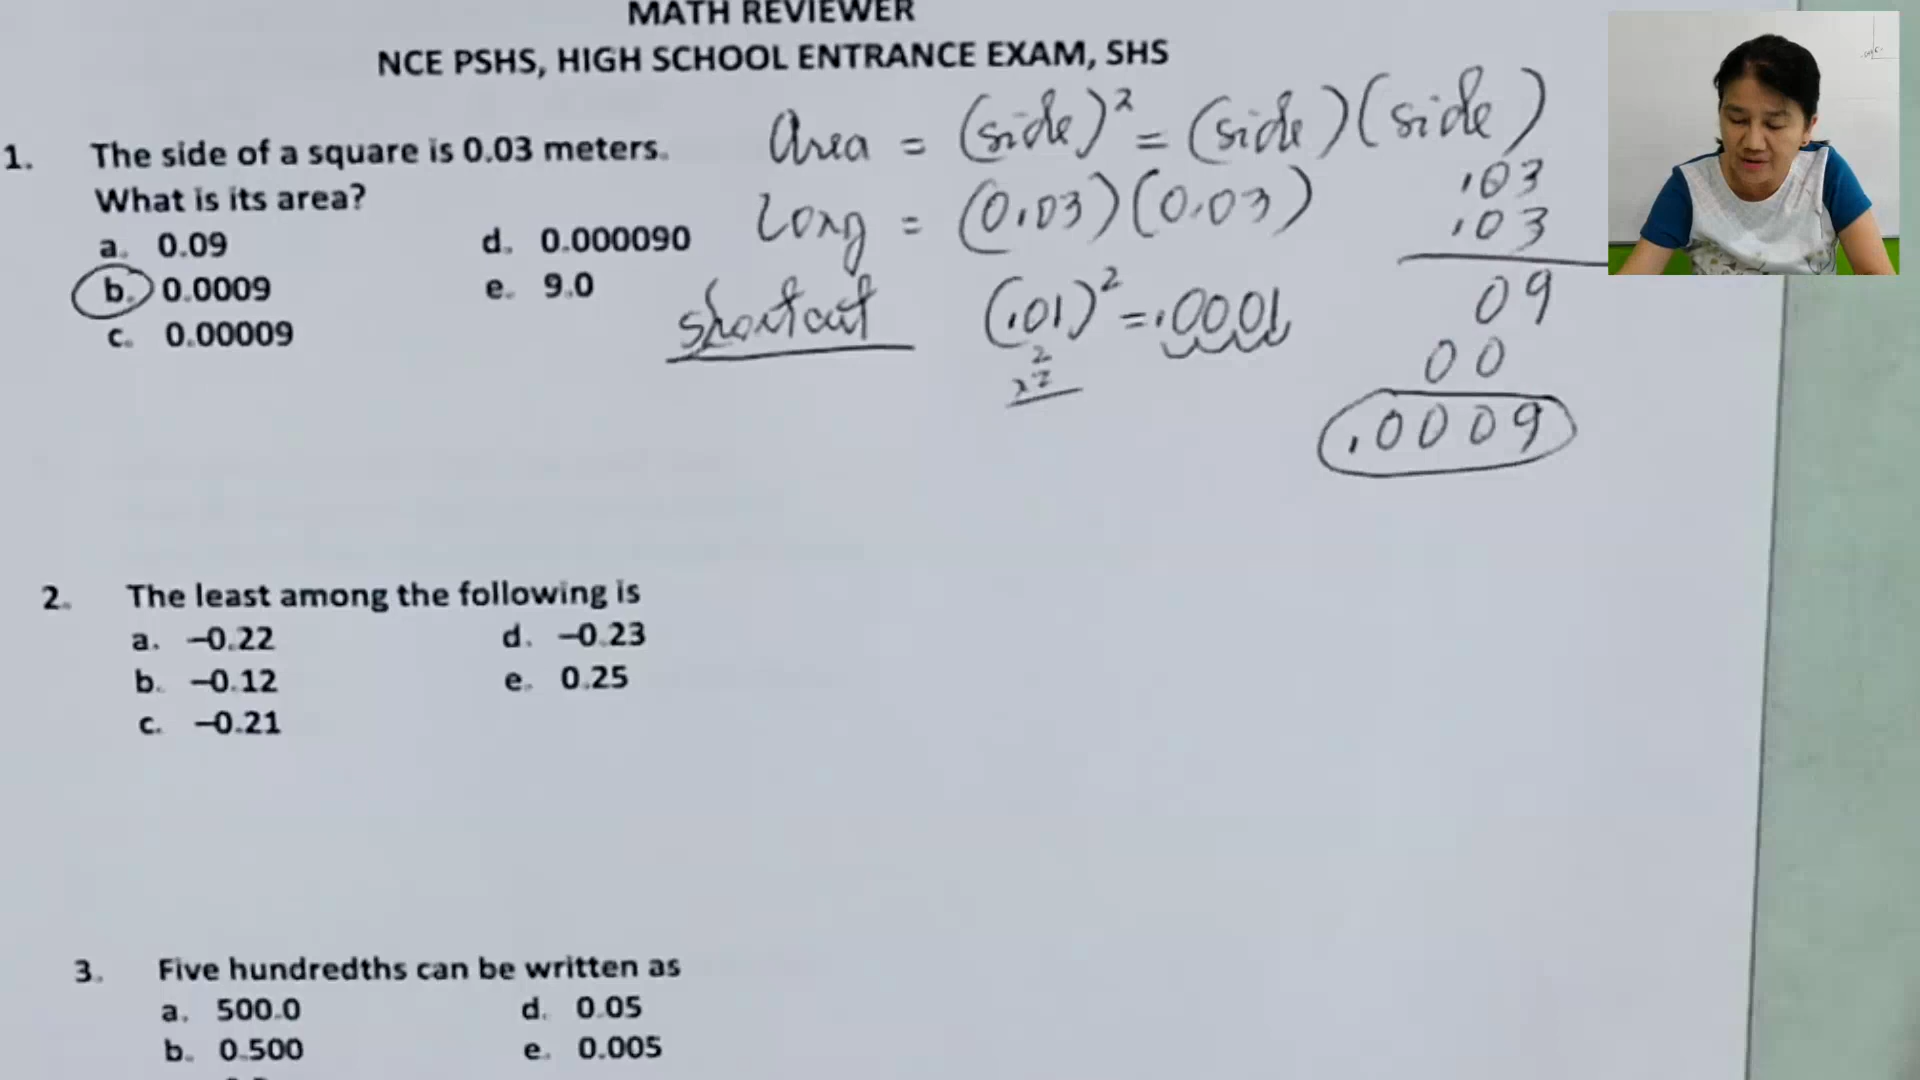 MATH REVIEWER
NCE PSHS, HIGH SCHOOL ENTRANCE EXAM, SHS
1. The side of a square is 0.03 meters.
What is its area?
a. 0.09
d. 0.000090
b. 0.0009
e. 9.0
c. 0.00009
Area = (side)² = (side)(side)
Long = (0.03)(0.03)
shortcut
(.01)² = .0001
2
x2
.03
.03
09
00
.0009
2. The least among the following is
a. –0.22
d. –0.23
b. –0.12
e. 0.25
c. –0.21
3. Five hundredths can be written as
a. 500.0
d. 0.05
b. 0.500
e. 0.005